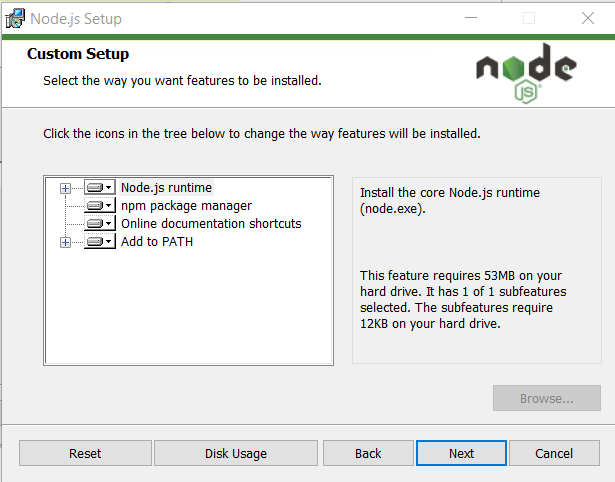 Node.js Setup
Custom Setup
Select the way you want features to be installed.
node
JS
Click the icons in the tree below to change the way features will be installed.
Node.js runtime
npm package manager
Online documentation shortcuts
Add to PATH
Install the core Node.js runtime
(node.exe).
This feature requires 53MB on your
hard drive. It has 1 of 1 subfeatures
selected. The subfeatures require
12KB on your hard drive.
Browse...
Reset
Disk Usage
Back
Next
Cancel